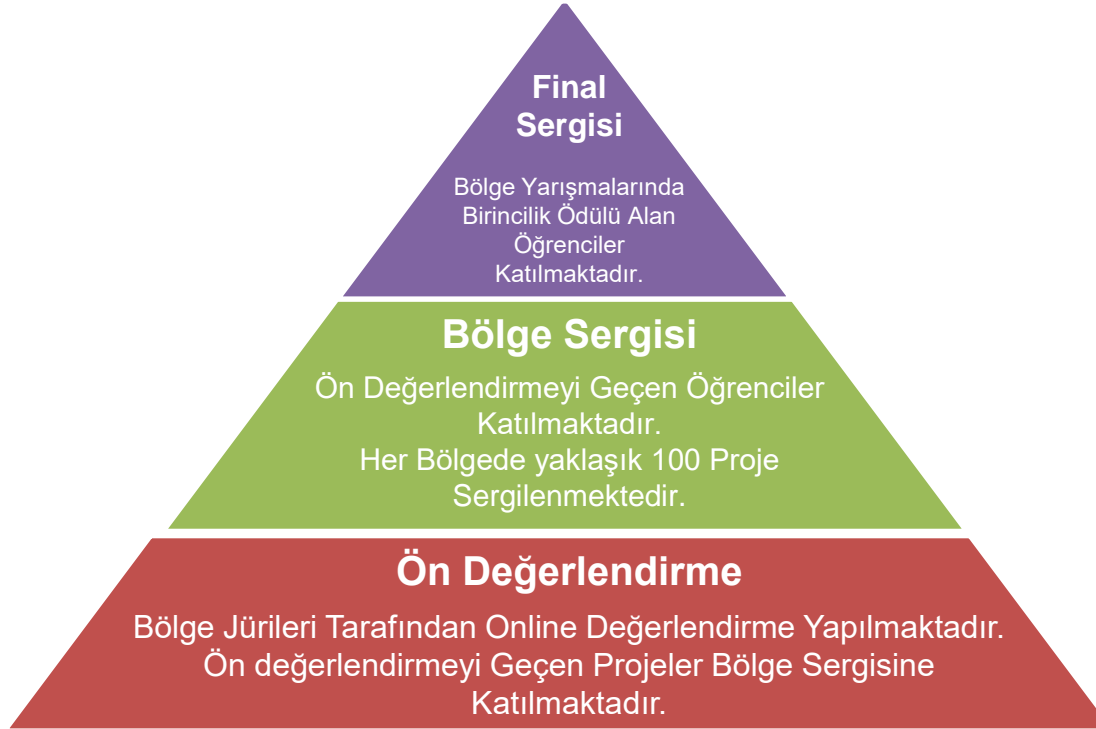 Final
Sergisi
Bölge Yarışmalarında
Birincilik Ödülü Alan
Öğrenciler
Katılmaktadır.
Bölge Sergisi
Ön Değerlendirmeyi Geçen Öğrenciler
Katılmaktadır.
Her Bölgede yaklaşık 100 Proje
Sergilenmektedir.
Ön Değerlendirme
Bölge Jürileri Tarafından Online Değerlendirme Yapılmaktadır.
Ön değerlendirmeyi Geçen Projeler Bölge Sergisine
Katılmaktadır.